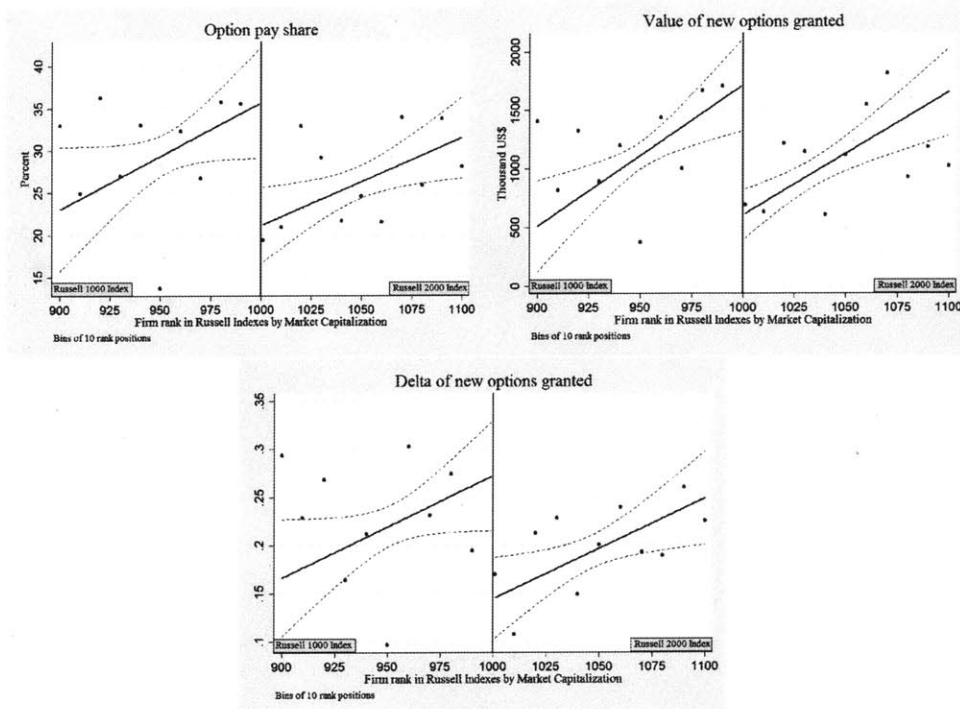 Option pay share
Percent
40
35
30
25
20
15
Russell 1000 Index
Russell 2000 Index
900 925 950 975 1000 1025 1050 1075 1100
Firm rank in Russell Indexes by Market Capitalization
Bins of 10 rank positions
Value of new options granted
Thousand US$
2000
1500
1000
500
0
Russell 1000 Index
Russell 2000 Index
900 925 950 975 1000 1025 1050 1075 1100
Firm rank in Russell Indexes by Market Capitalization
Bins of 10 rank positions
Delta of new options granted
.35
.3
.25
.2
.15
.1
Russell 1000 Index
Russell 2000 Index
900 925 950 975 1000 1025 1050 1075 1100
Firm rank in Russell Indexes by Market Capitalization
Bins of 10 rank positions